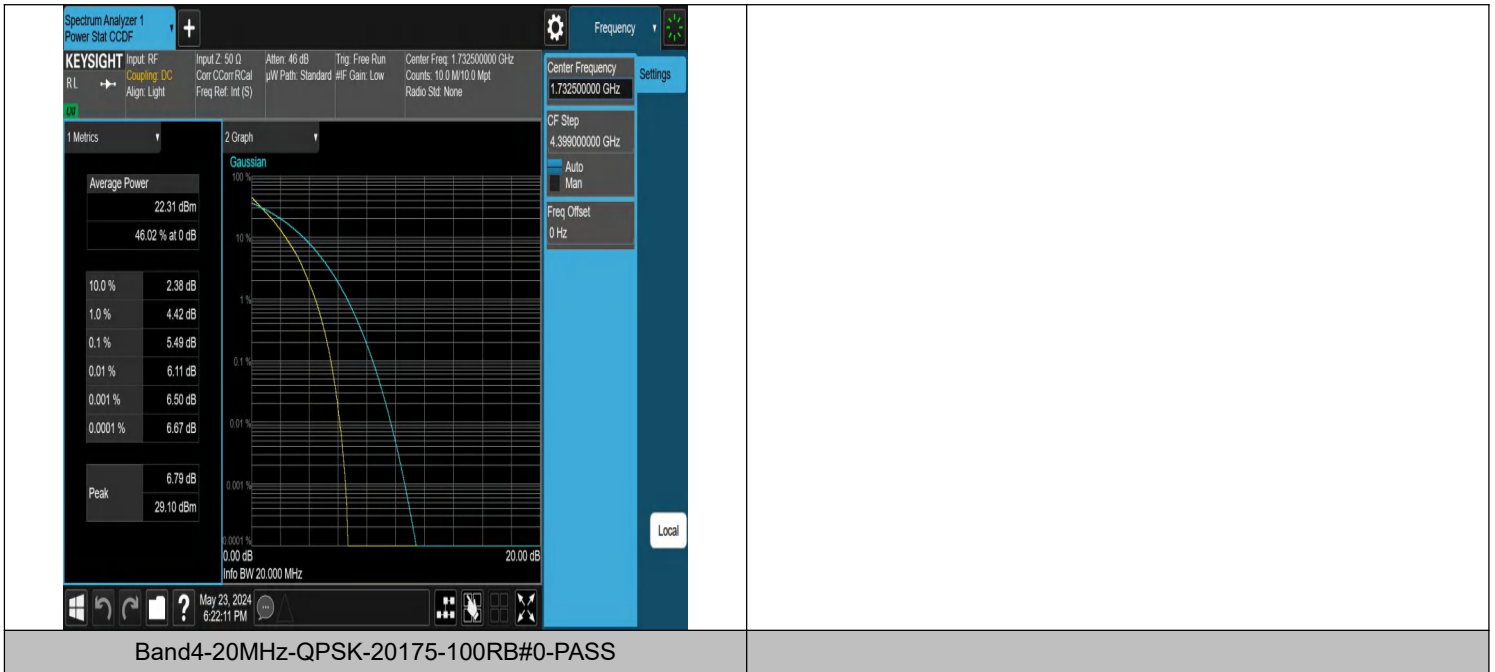 Spectrum Analyzer 1
Power Stat CCDF
Frequency
KEYSIGHT
RL
Input: RF
Coupling: DC
Align: Light
Input Z: 50 Ω
Corr CCorr RCal
Freq Ref: Int (S)
Atten: 46 dB
µW Path: Standard
Trig: Free Run
#IF Gain: Low
Center Freq: 1.732500000 GHz
Counts: 10.0 M/10.0 Mpt
Radio Std: None
Center Frequency
1.732500000 GHz
Settings
CF Step
4.399000000 GHz
Auto
Man
Freq Offset
0 Hz
1 Metrics
Average Power
22.31 dBm
46.02 % at 0 dB
10.0 % 2.38 dB
1.0 % 4.42 dB
0.1 % 5.49 dB
0.01 % 6.11 dB
0.001 % 6.50 dB
0.0001 % 6.67 dB
Peak
6.79 dB
29.10 dBm
2 Graph
Gaussian
100 %
10 %
1 %
0.1 %
0.01 %
0.001 %
0.0001 %
0.00 dB 20.00 dB
Info BW 20.000 MHz
Local
?
May 23, 2024
6:22:11 PM
Band4-20MHz-QPSK-20175-100RB#0-PASS